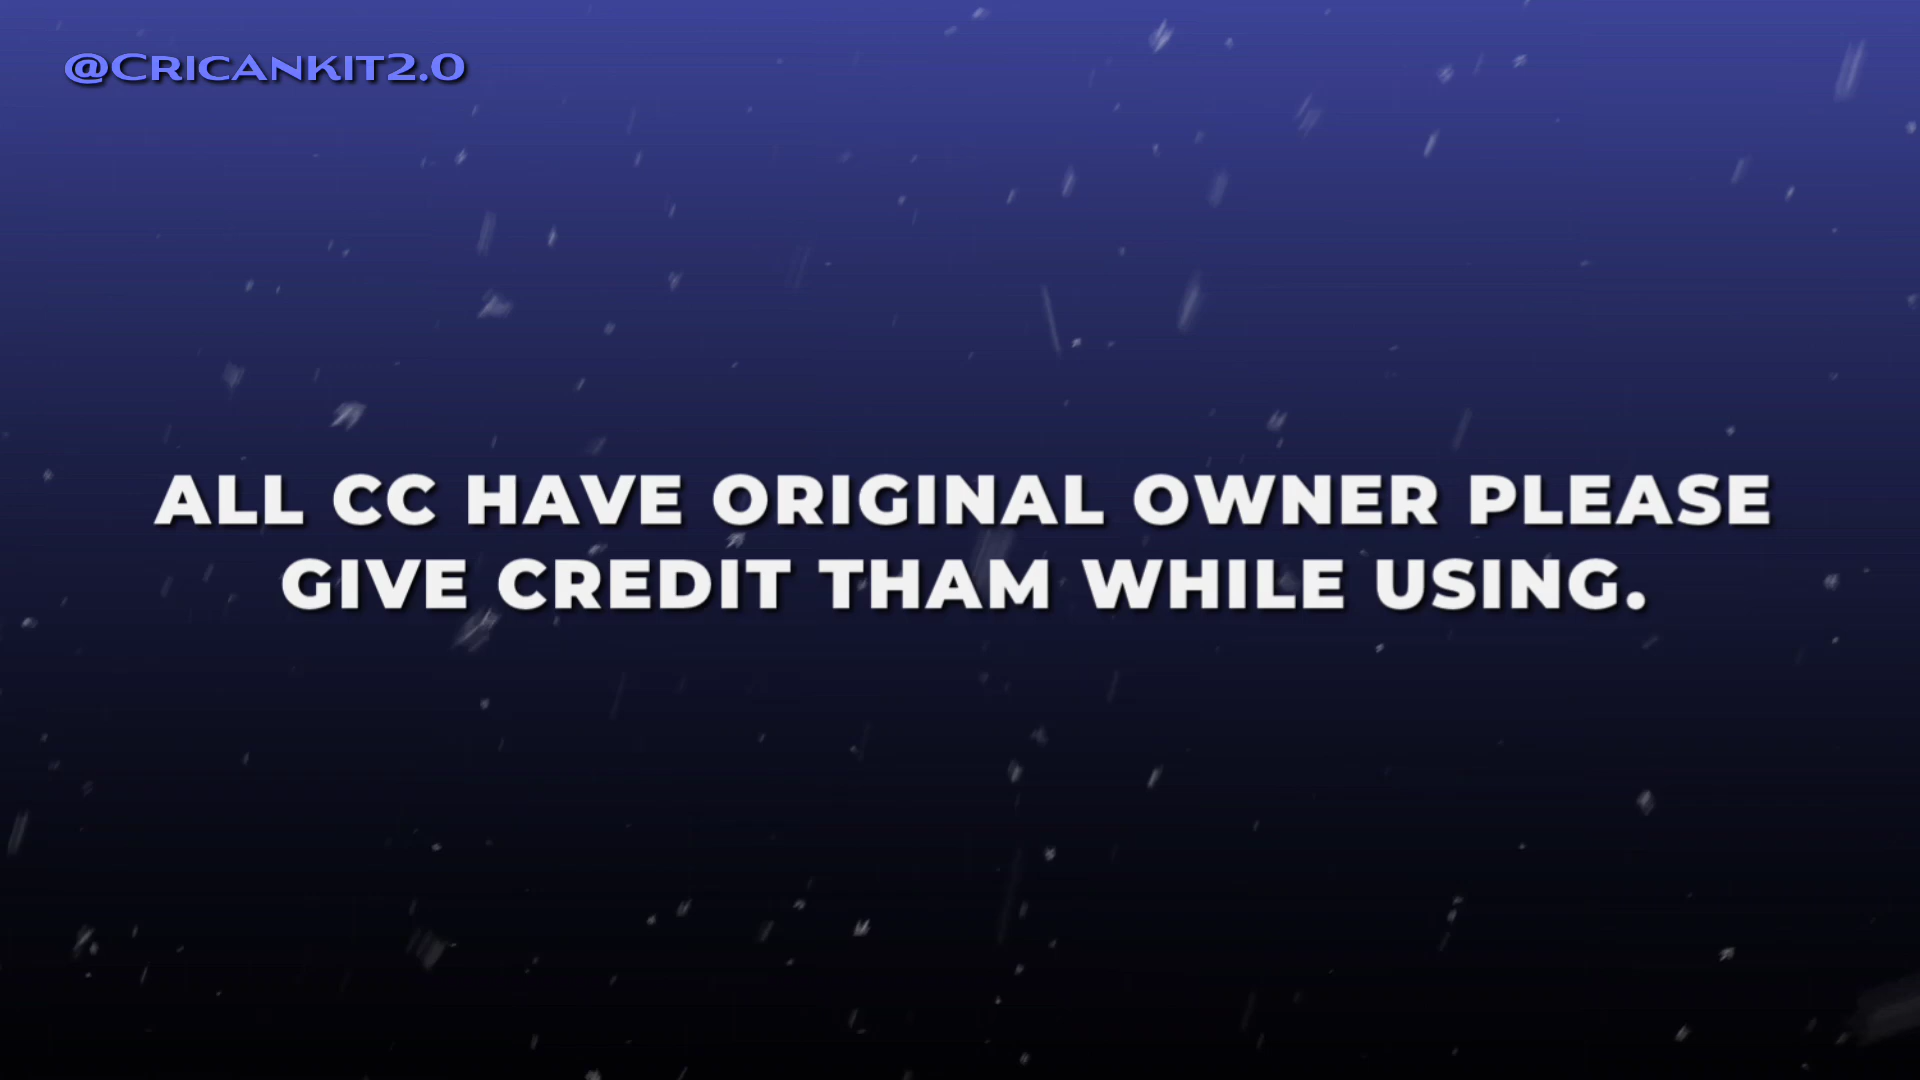 @CRICANKIT2.0
ALL CC HAVE ORIGINAL OWNER PLEASE
GIVE CREDIT THAM WHILE USING.